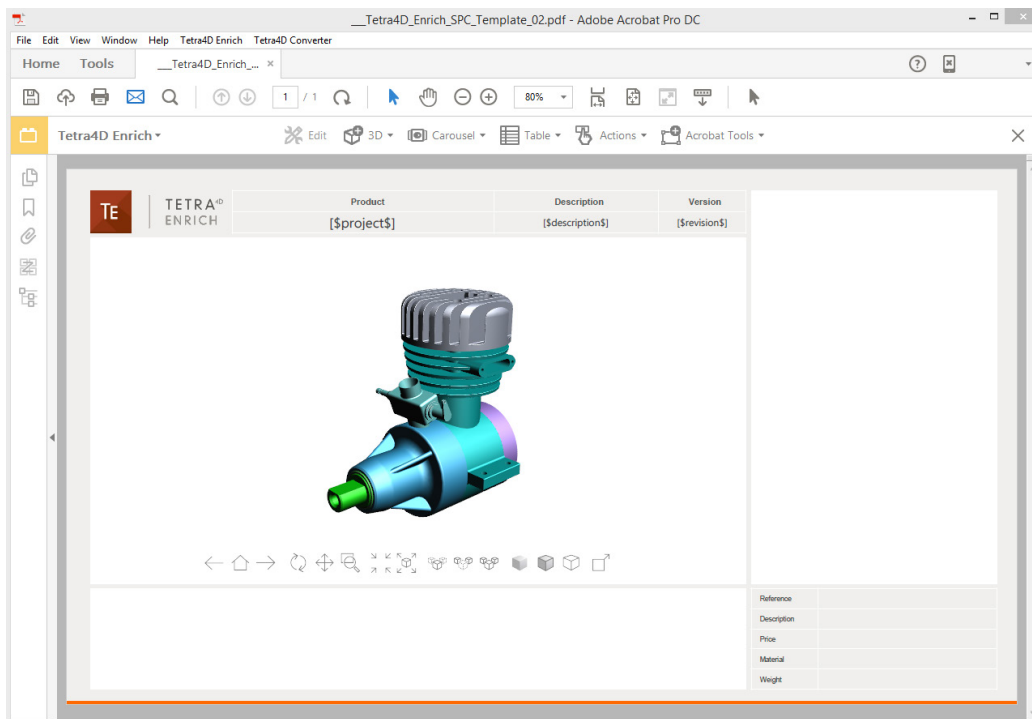 __Tetra4D_Enrich_SPC_Template_02.pdf - Adobe Acrobat Pro DC
File Edit View Window Help Tetra4D Enrich Tetra4D Converter
Home Tools __Tetra4D_Enrich_... ×
1 / 1 80%
Tetra4D Enrich Edit 3D Carousel Table Actions Acrobat Tools
TE TETRA4D ENRICH
Product Description Version
[$project$] [$description$] [$revision$]
Reference
Description
Price
Material
Weight